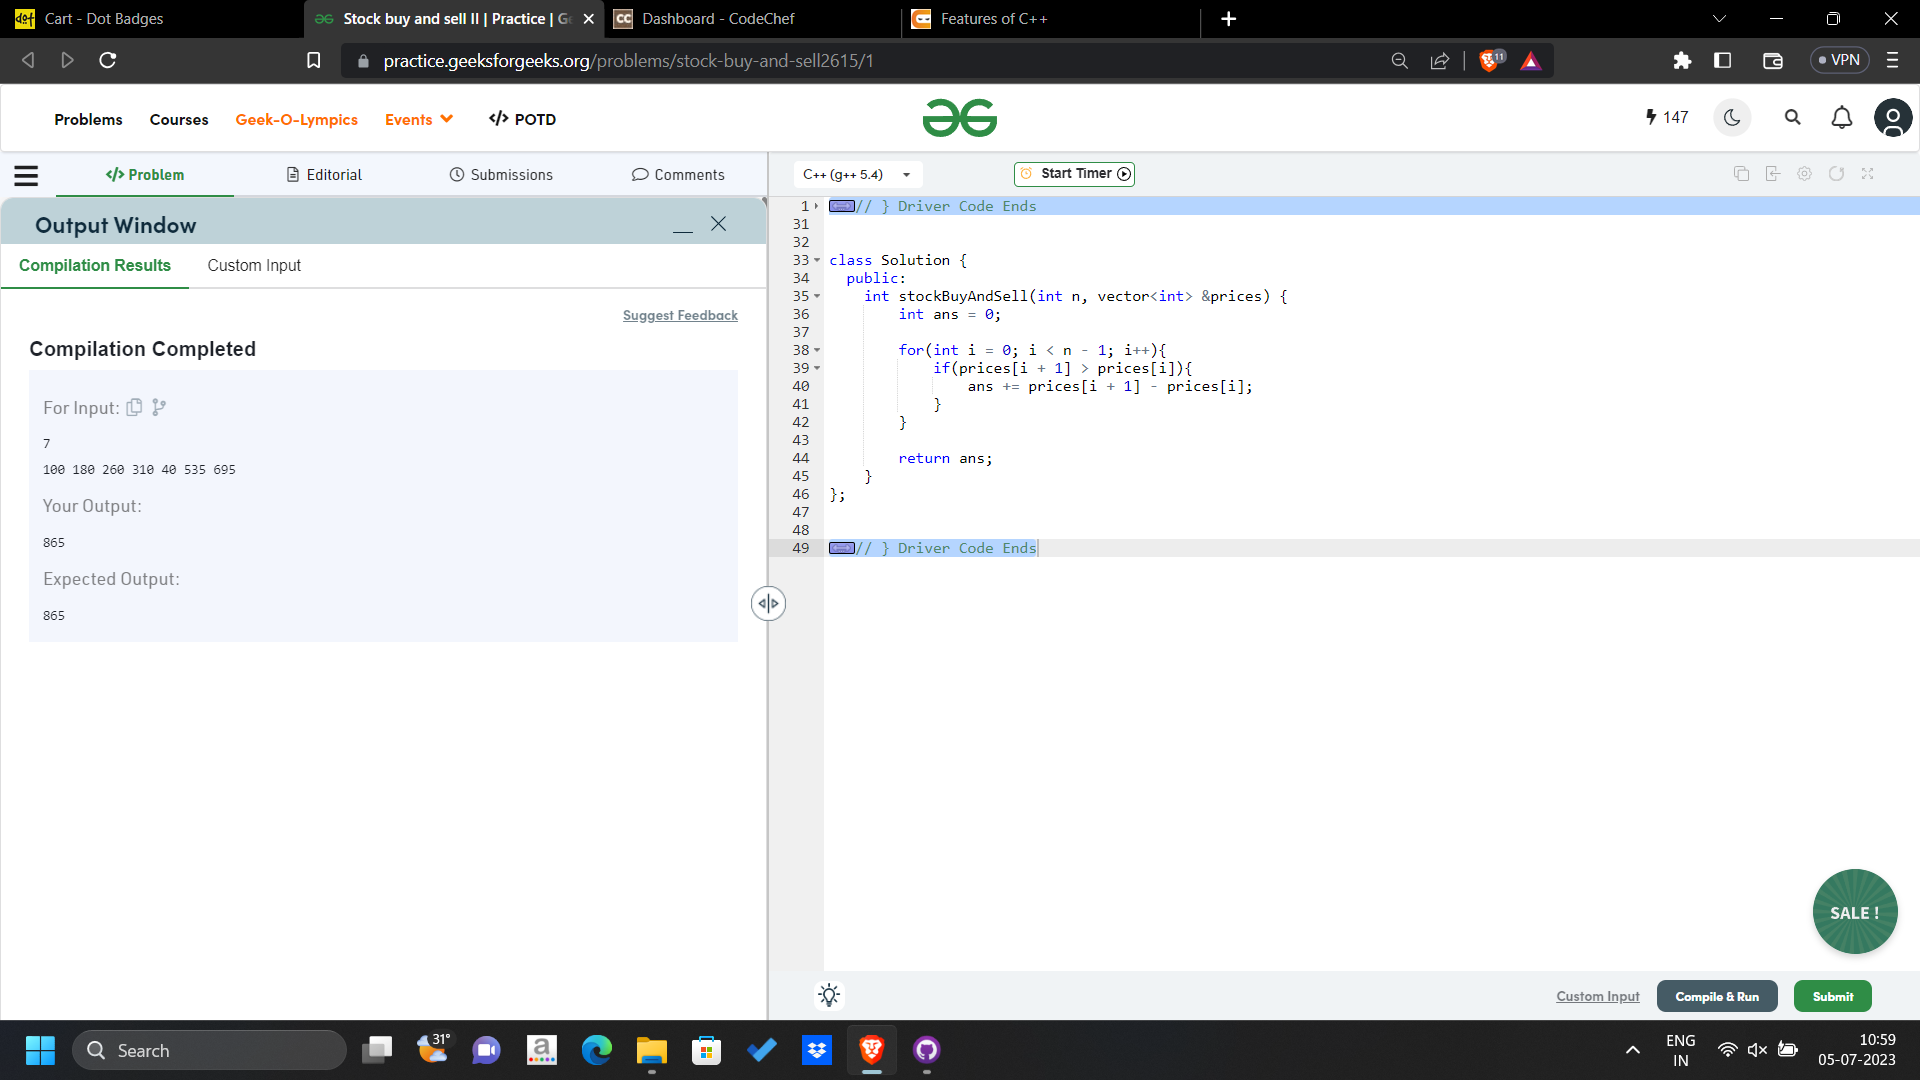 Cart - Dot Badges
Stock buy and sell II | Practice | G
Dashboard - CodeChef
Features of C++
practice.geeksforgeeks.org/problems/stock-buy-and-sell2615/1
11
VPN
Problems
Courses
Geek-O-Lympics
Events
</> POTD
147
</> Problem
Editorial
Submissions
Comments
C++ (g++ 5.4)
Start Timer
Output Window
Compilation Results
Custom Input
Suggest Feedback
Compilation Completed
For Input:
7
100 180 260 310 40 535 695
Your Output:
865
Expected Output:
865
1 // } Driver Code Ends
31
32
33 class Solution {
34 public:
35 int stockBuyAndSell(int n, vector<int> &prices) {
36 int ans = 0;
37
38 for(int i = 0; i < n - 1; i++){
39 if(prices[i + 1] > prices[i]){
40 ans += prices[i + 1] - prices[i];
41 }
42 }
43
44 return ans;
45 }
46 };
47
48
49 // } Driver Code Ends
SALE !
Custom Input
Compile & Run
Submit
Search
31°
ENG
IN
10:59
05-07-2023